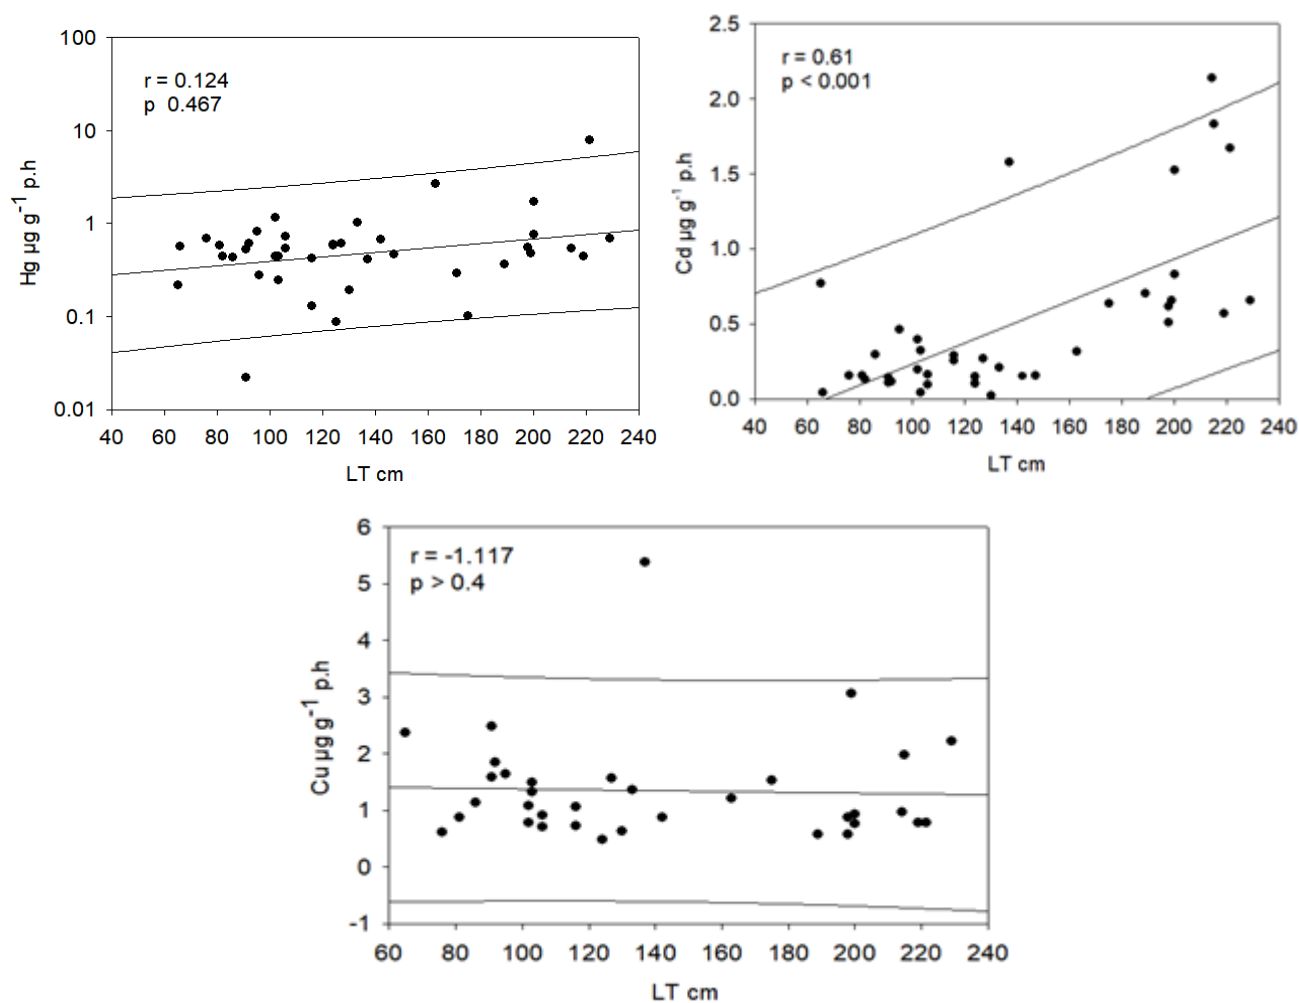 r = 0.124
p 0.467
Hg µg g⁻¹ p.h
100
10
1
0.1
0.01
40 60 80 100 120 140 160 180 200 220 240
LT cm
r = 0.61
p < 0.001
Cd µg g⁻¹ p.h
2.5
2.0
1.5
1.0
0.5
0.0
40 60 80 100 120 140 160 180 200 220 240
LT cm
r = -1.117
p > 0.4
Cu µg g⁻¹ p.h
6
5
4
3
2
1
0
-1
60 80 100 120 140 160 180 200 220 240
LT cm